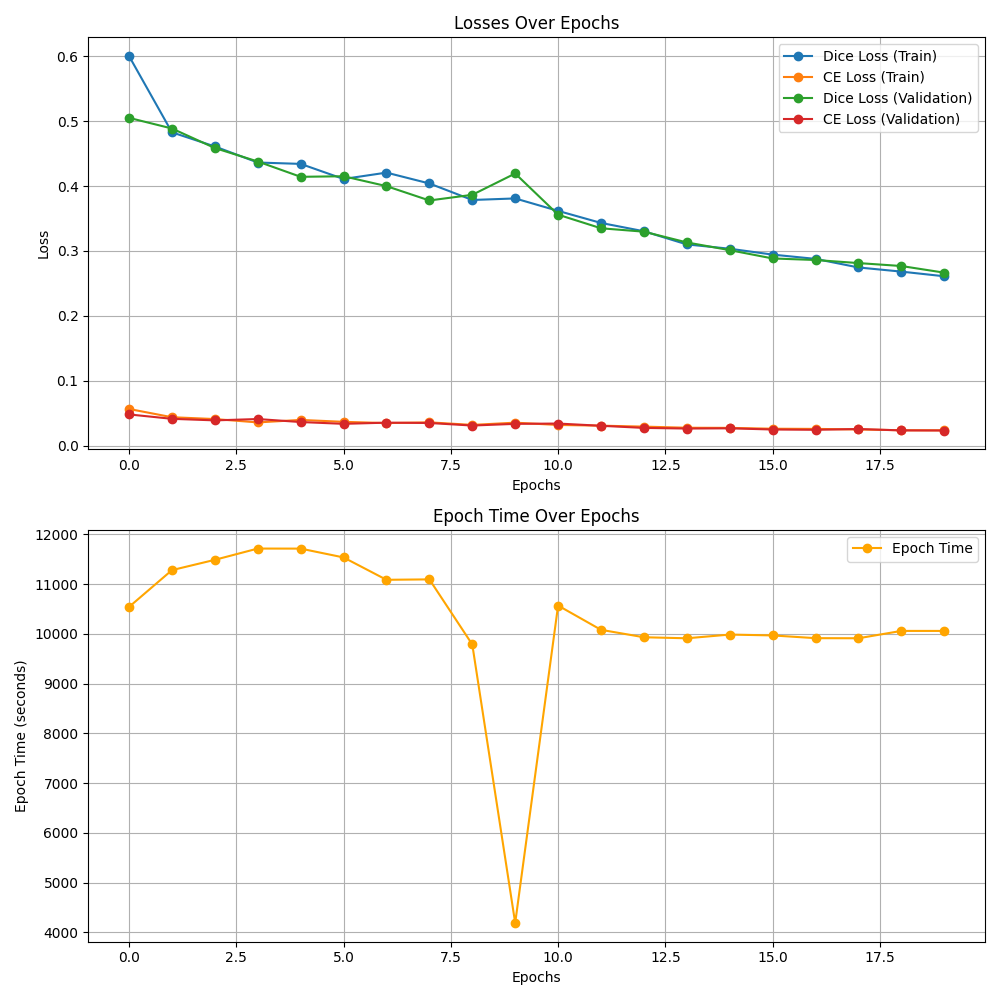 Losses Over Epochs
Dice Loss (Train)
CE Loss (Train)
Dice Loss (Validation)
CE Loss (Validation)
Loss
0.6
0.5
0.4
0.3
0.2
0.1
0.0
0.0 2.5 5.0 7.5 10.0 12.5 15.0 17.5
Epochs
Epoch Time Over Epochs
Epoch Time
Epoch Time (seconds)
12000
11000
10000
9000
8000
7000
6000
5000
4000
0.0 2.5 5.0 7.5 10.0 12.5 15.0 17.5
Epochs